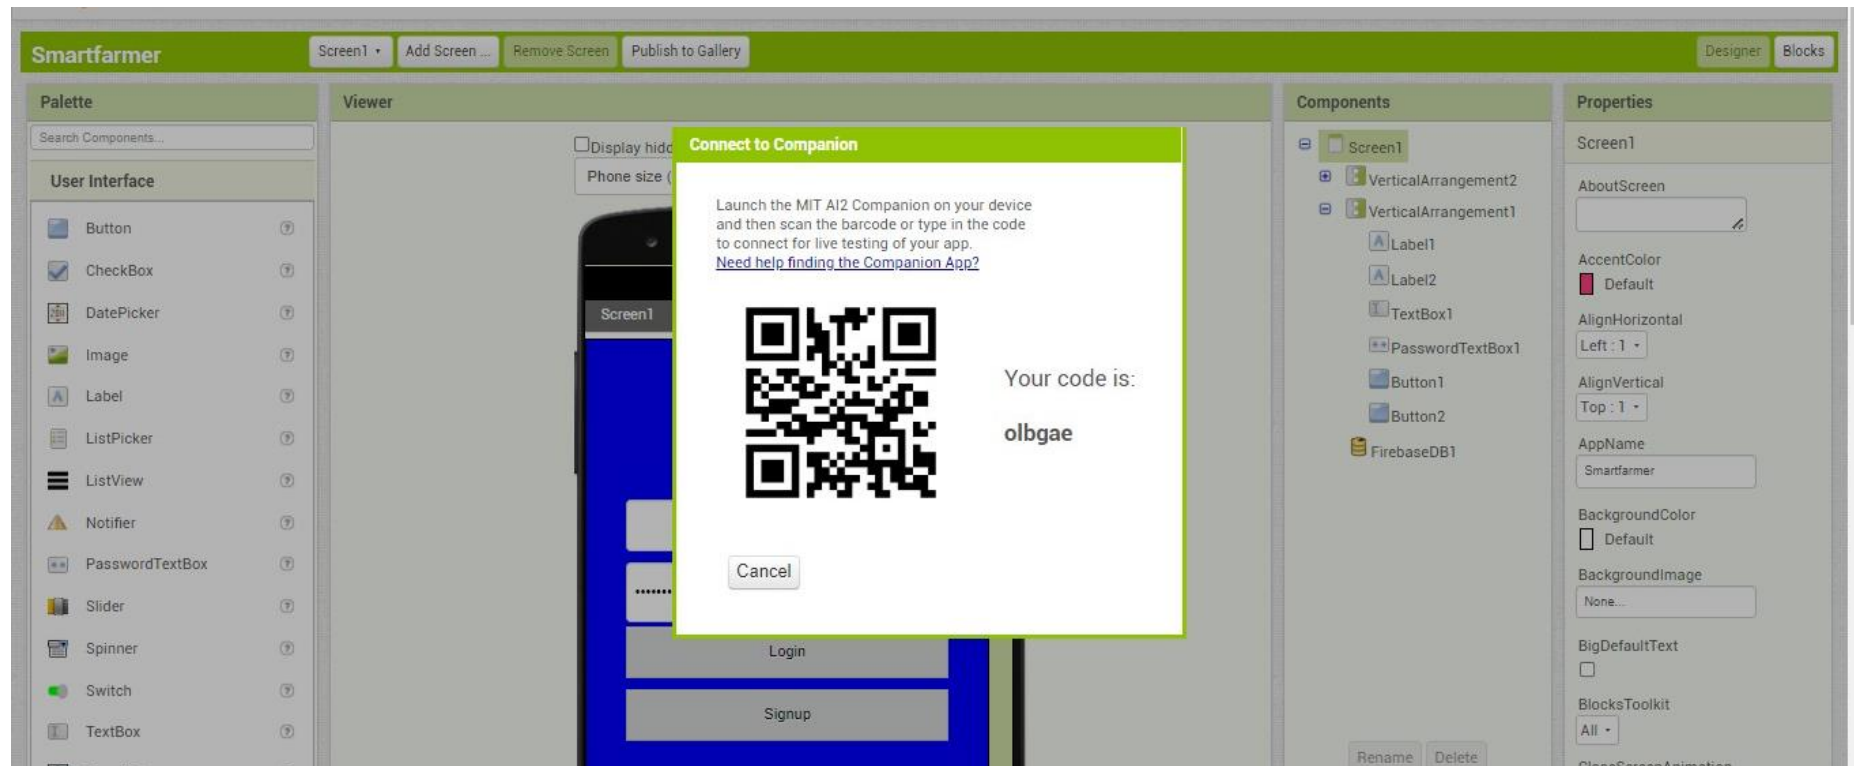 Smartfarmer
Screen1
Add Screen ...
Remove Screen
Publish to Gallery
Designer
Blocks
Palette
Search Components...
User Interface
Button
CheckBox
DatePicker
Image
Label
ListPicker
ListView
Notifier
PasswordTextBox
Slider
Spinner
Switch
TextBox
Viewer
Display hidd
Phone size (
Screen1
Login
Signup
Connect to Companion
Launch the MIT AI2 Companion on your device
and then scan the barcode or type in the code
to connect for live testing of your app.
Need help finding the Companion App?
Your code is:
olbgae
Cancel
Components
Screen1
VerticalArrangement2
VerticalArrangement1
Label1
Label2
TextBox1
PasswordTextBox1
Button1
Button2
FirebaseDB1
Rename
Delete
Properties
Screen1
AboutScreen
AccentColor
Default
AlignHorizontal
Left : 1
AlignVertical
Top : 1
AppName
Smartfarmer
BackgroundColor
Default
BackgroundImage
None...
BigDefaultText
BlocksToolkit
All
CloseScreenAnimation